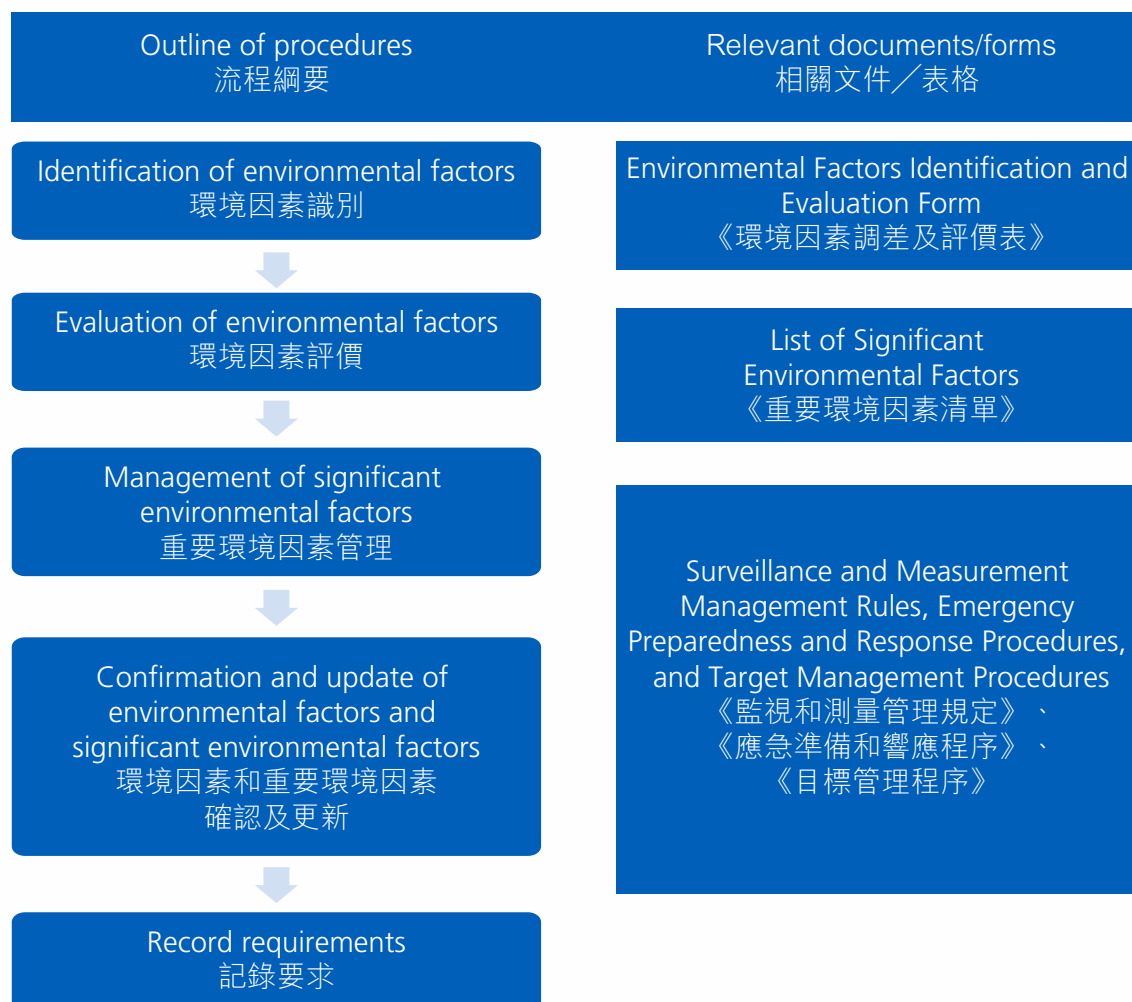 Outline of procedures
流程綱要
Relevant documents/forms
相關文件／表格
Identification of environmental factors
環境因素識別
Environmental Factors Identification and
Evaluation Form
《環境因素調差及評價表》
Evaluation of environmental factors
環境因素評價
List of Significant
Environmental Factors
《重要環境因素清單》
Management of significant
environmental factors
重要環境因素管理
Surveillance and Measurement
Management Rules, Emergency
Preparedness and Response Procedures,
and Target Management Procedures
《監視和測量管理規定》、
《應急準備和響應程序》、
《目標管理程序》
Confirmation and update of
environmental factors and
significant environmental factors
環境因素和重要環境因素
確認及更新
Record requirements
記錄要求